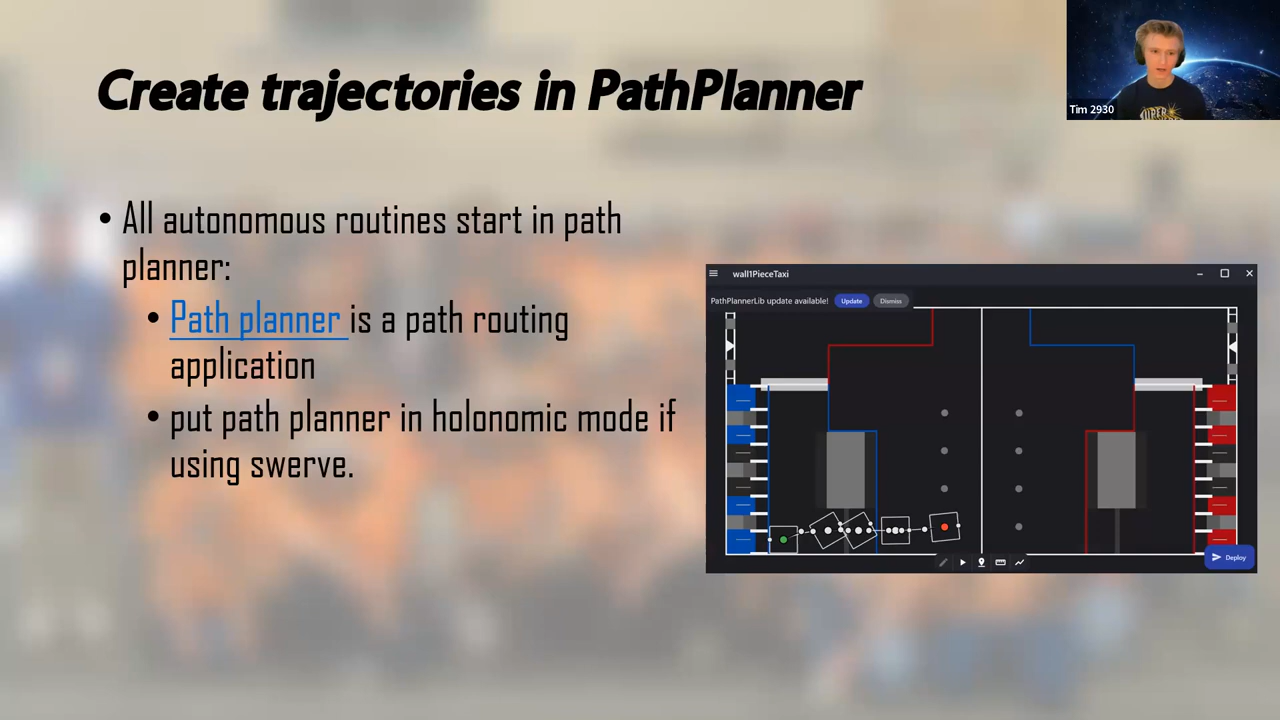 Create trajectories in PathPlanner
Tim 2930
• All autonomous routines start in path
planner:
• Path planner is a path routing
application
• put path planner in holonomic mode if
using swerve.
wall1PieceTaxi
PathPlannerLib update available! Update Dismiss
Deploy